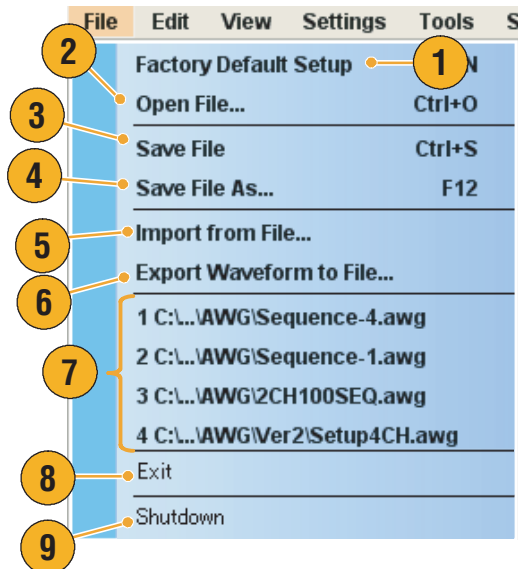 File Edit View Settings Tools S
Factory Default Setup N
Open File... Ctrl+O
Save File Ctrl+S
Save File As... F12
Import from File...
Export Waveform to File...
1 C:\...\AWG\Sequence-4.awg
2 C:\...\AWG\Sequence-1.awg
3 C:\...\AWG\2CH100SEQ.awg
4 C:\...\AWG\Ver2\Setup4CH.awg
Exit
Shutdown
1
2
3
4
5
6
7
8
9